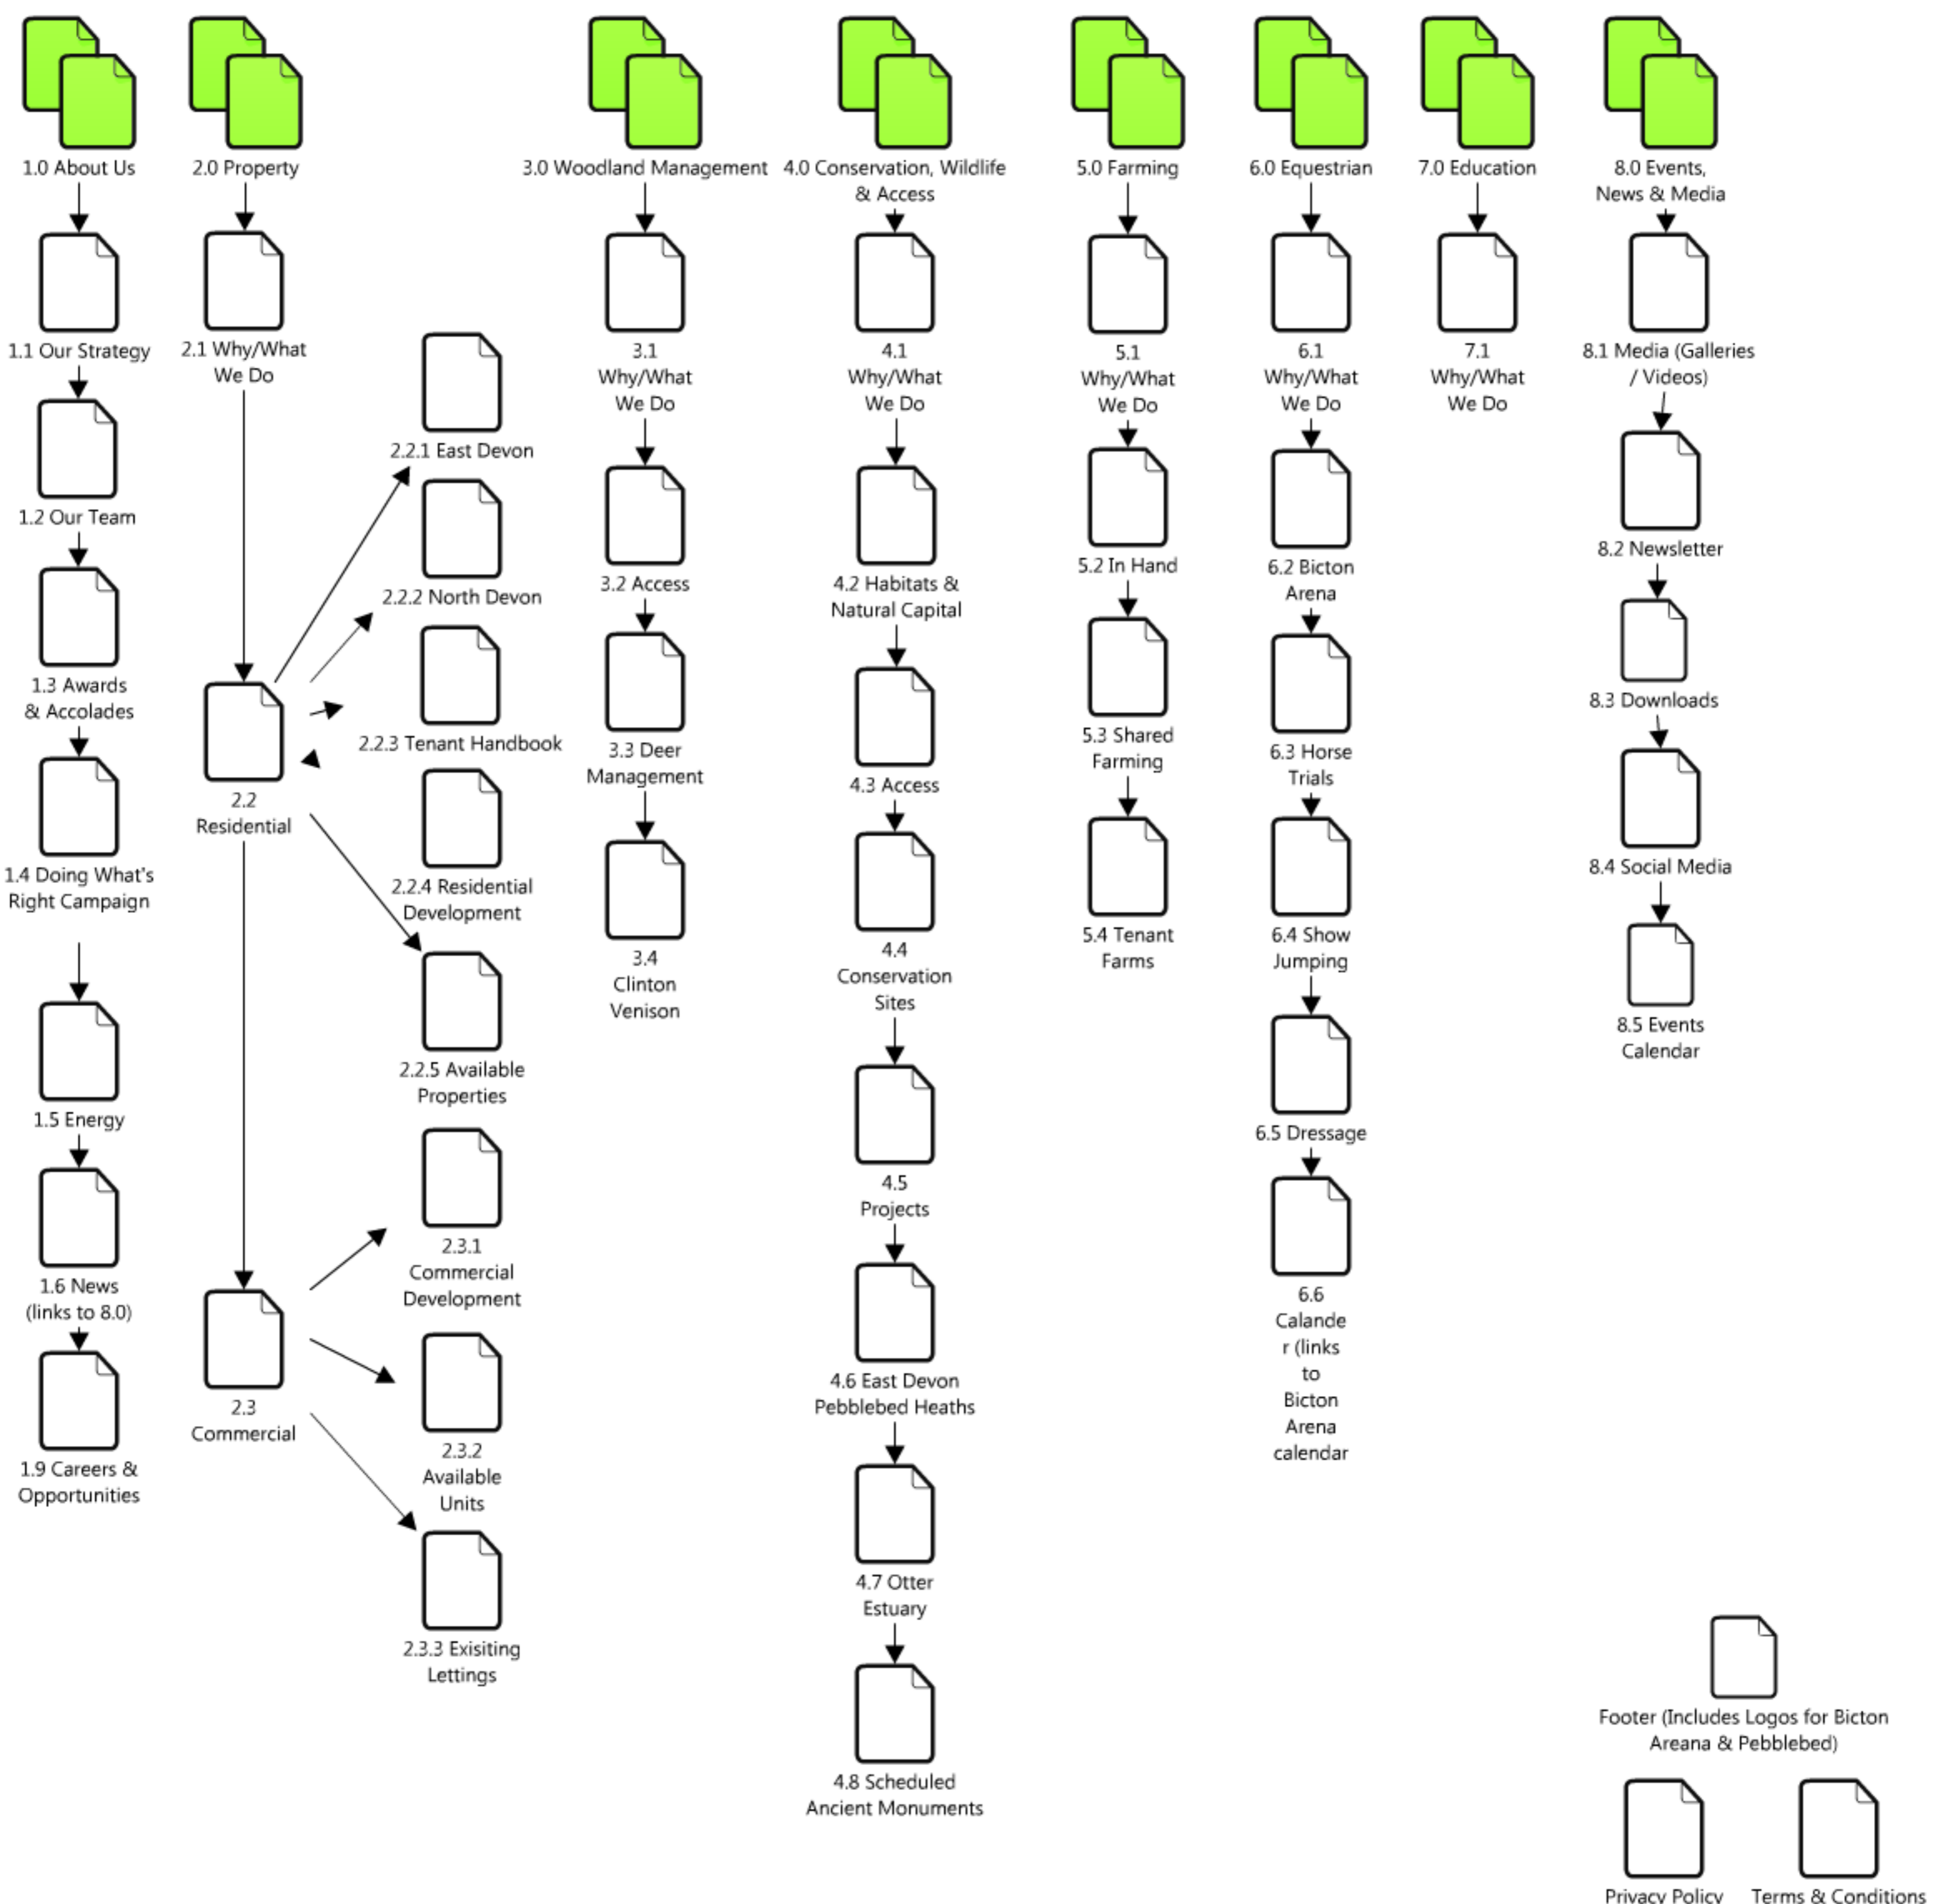 1.0 About Us
1.1 Our Strategy
1.2 Our Team
1.3 Awards
& Accolades
1.4 Doing What's
Right Campaign
1.5 Energy
1.6 News
(links to 8.0)
1.9 Careers &
Opportunities
2.0 Property
2.1 Why/What
We Do
2.2
Residential
2.2.1 East Devon
2.2.2 North Devon
2.2.3 Tenant Handbook
2.2.4 Residential
Development
2.2.5 Available
Properties
2.3
Commercial
2.3.1
Commercial
Development
2.3.2
Available
Units
2.3.3 Exisiting
Lettings
3.0 Woodland Management
3.1
Why/What
We Do
3.2 Access
3.3 Deer
Management
3.4
Clinton
Venison
4.0 Conservation, Wildlife
& Access
4.1
Why/What
We Do
4.2 Habitats &
Natural Capital
4.3 Access
4.4
Conservation
Sites
4.5
Projects
4.6 East Devon
Pebblebed Heaths
4.7 Otter
Estuary
4.8 Scheduled
Ancient Monuments
5.0 Farming
5.1
Why/What
We Do
5.2 In Hand
5.3 Shared
Farming
5.4 Tenant
Farms
6.0 Equestrian
6.1
Why/What
We Do
6.2 Bicton
Arena
6.3 Horse
Trials
6.4 Show
Jumping
6.5 Dressage
6.6
Calande
r (links
to
Bicton
Arena
calendar
7.0 Education
7.1
Why/What
We Do
8.0 Events,
News & Media
8.1 Media (Galleries
/ Videos)
8.2 Newsletter
8.3 Downloads
8.4 Social Media
8.5 Events
Calendar
Footer (Includes Logos for Bicton
Areana & Pebblebed)
Privacy Policy
Terms & Conditions